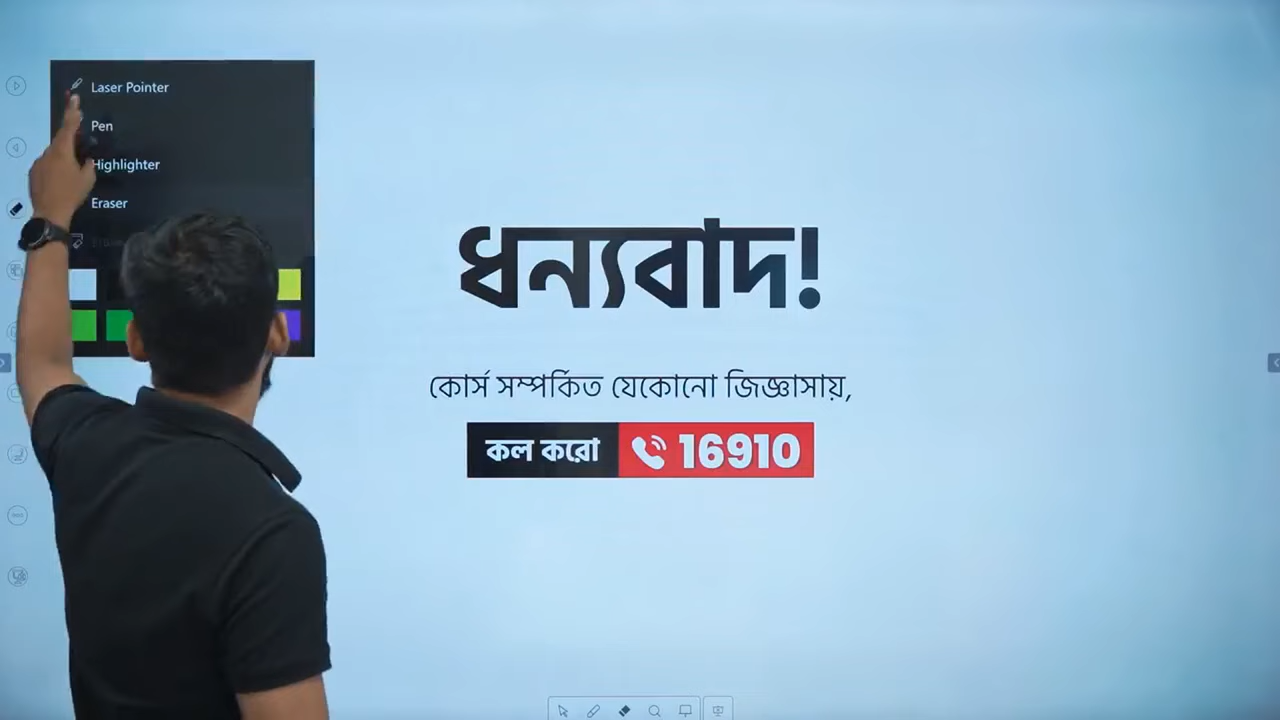 Laser Pointer
Pen
Highlighter
Eraser
ধন্যবাদ!
কোর্স সম্পর্কিত যেকোনো জিজ্ঞাসায়,
কল করো 16910